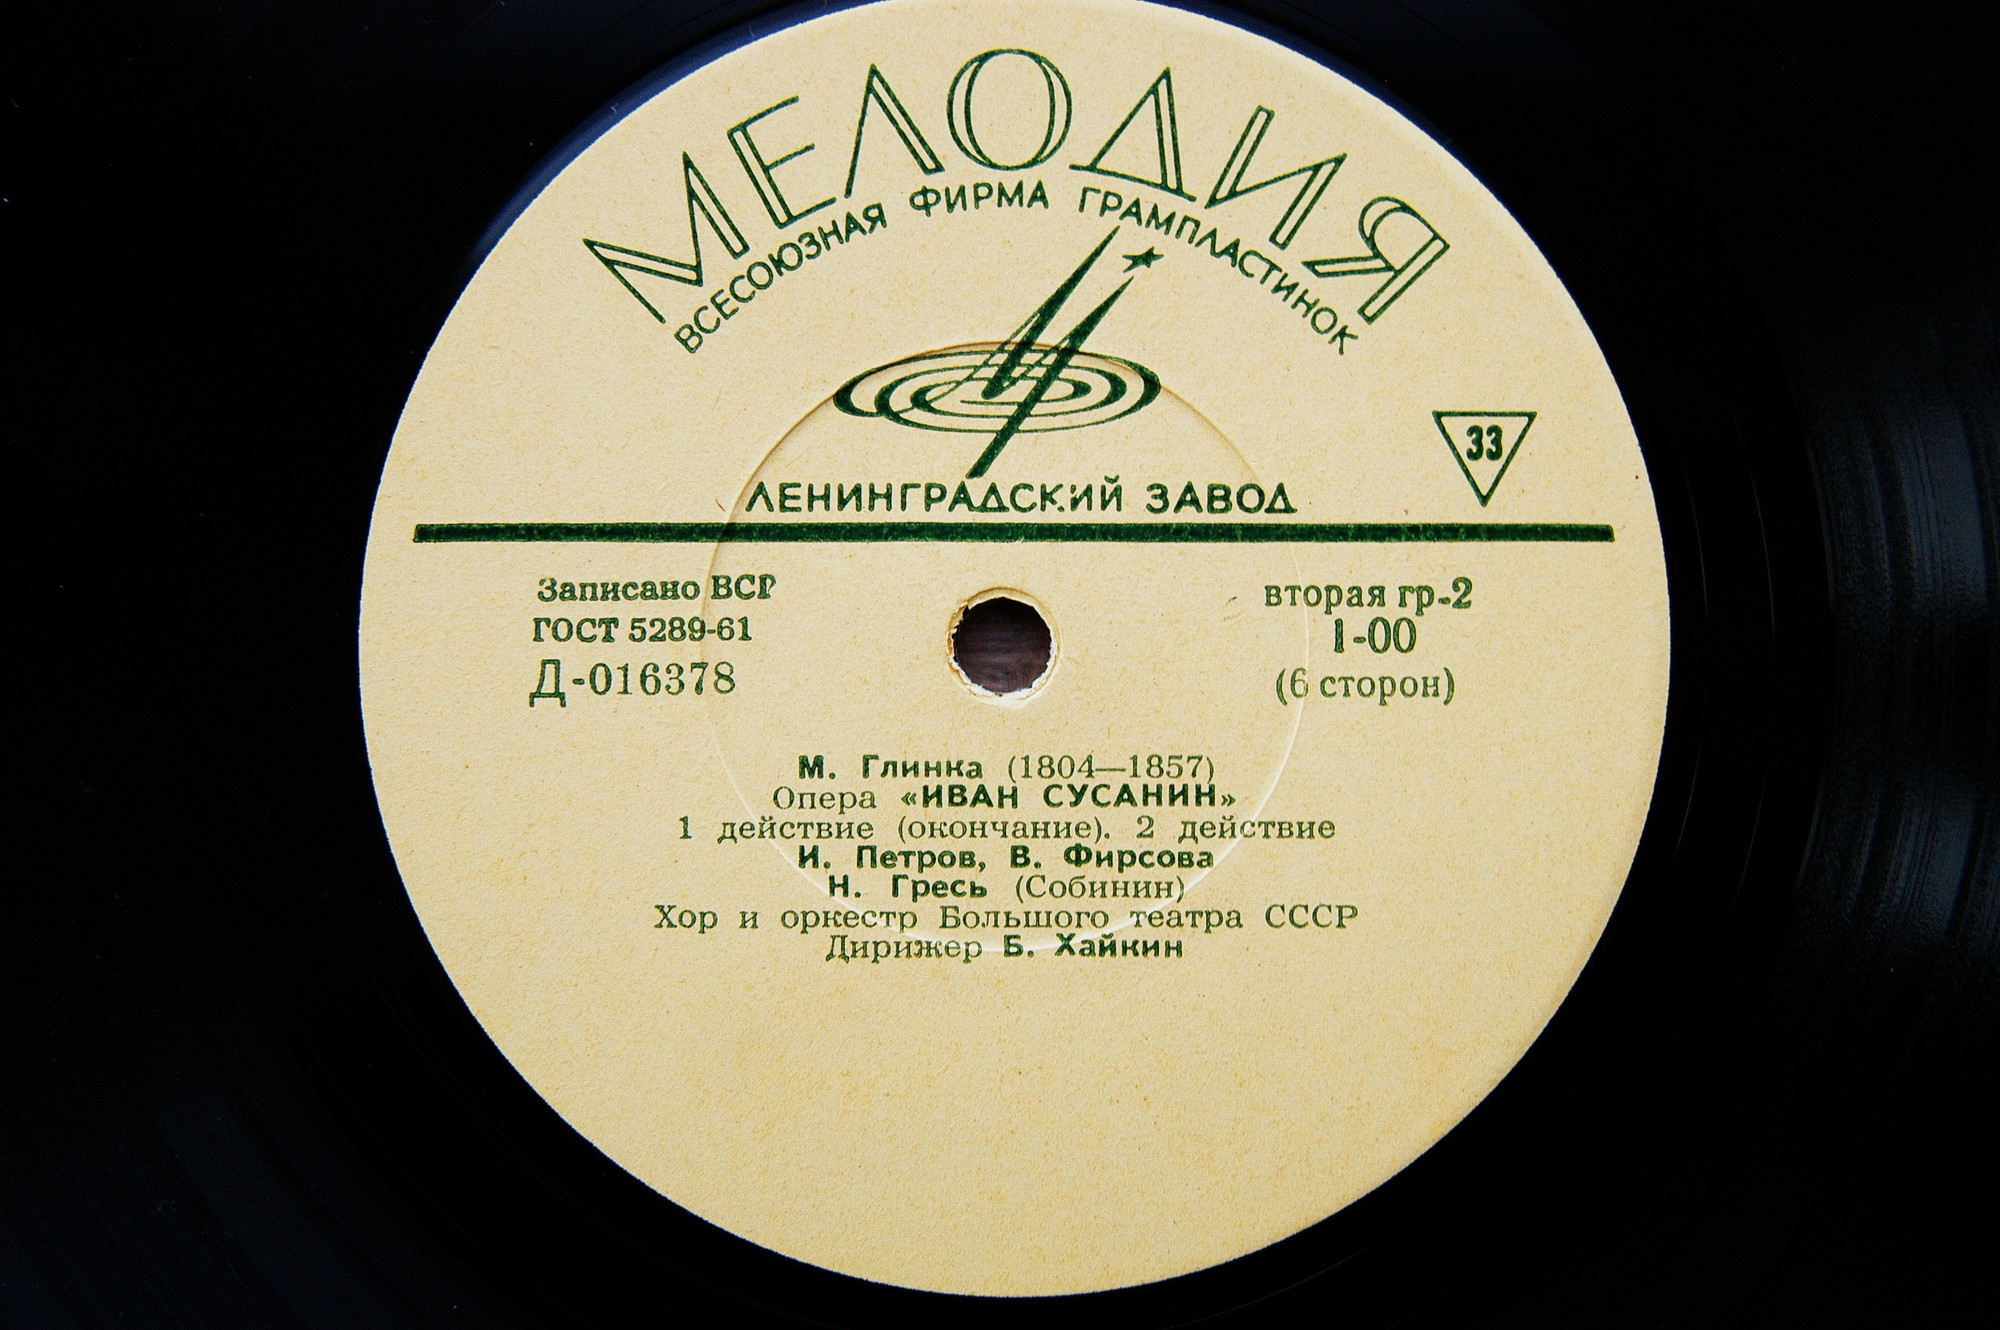 МЕЛОДИЯ
ВСЕСОЮЗНАЯ ФИРМА ГРАМПЛАСТИНОК
33
ЛЕНИНГРАДСКИЙ ЗАВОД
Записано ВСГ
ГОСТ 5289-61
Д-016378
вторая гр-2
1-00
(6 сторон)
М. Глинка (1804—1857)
Опера «ИВАН СУСАНИН»
1 действие (окончание). 2 действие
И. Петров, В. Фирсова
Н. Гресь (Собинин)
Хор и оркестр Большого театра СССР
Дирижер Б. Хайкин